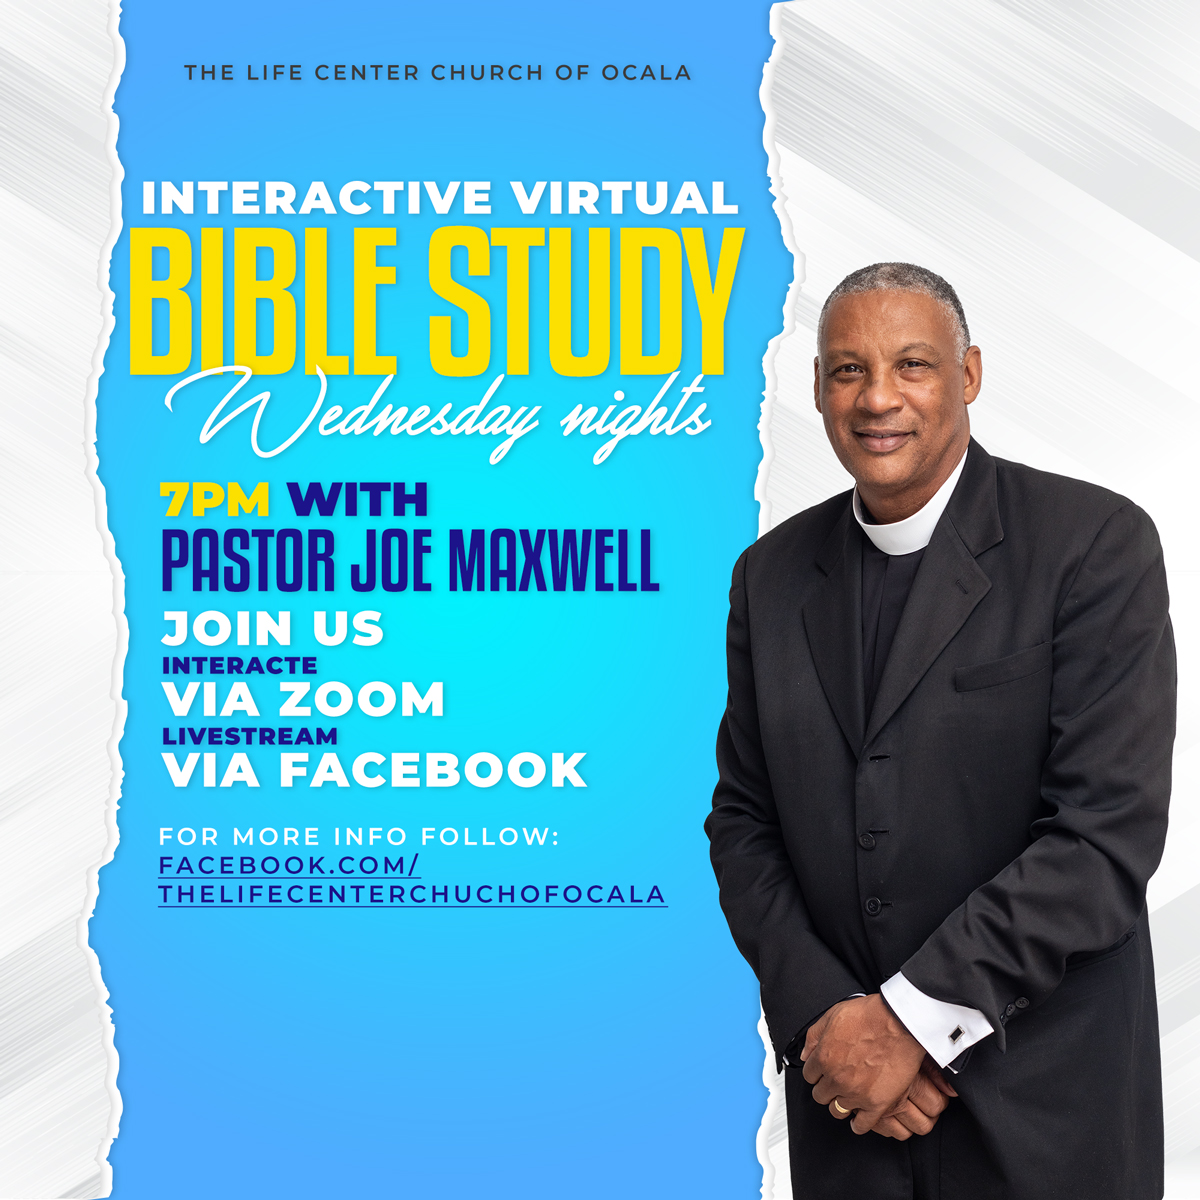 THE LIFE CENTER CHURCH OF OCALA
INTERACTIVE VIRTUAL
BIBLE STUDY
Wednesday nights
7PM WITH
PASTOR JOE MAXWELL
JOIN US
INTERACTE
VIA ZOOM
LIVESTREAM
VIA FACEBOOK
FOR MORE INFO FOLLOW:
FACEBOOK.COM/
THELIFECENTERCHUCHOFOCALA